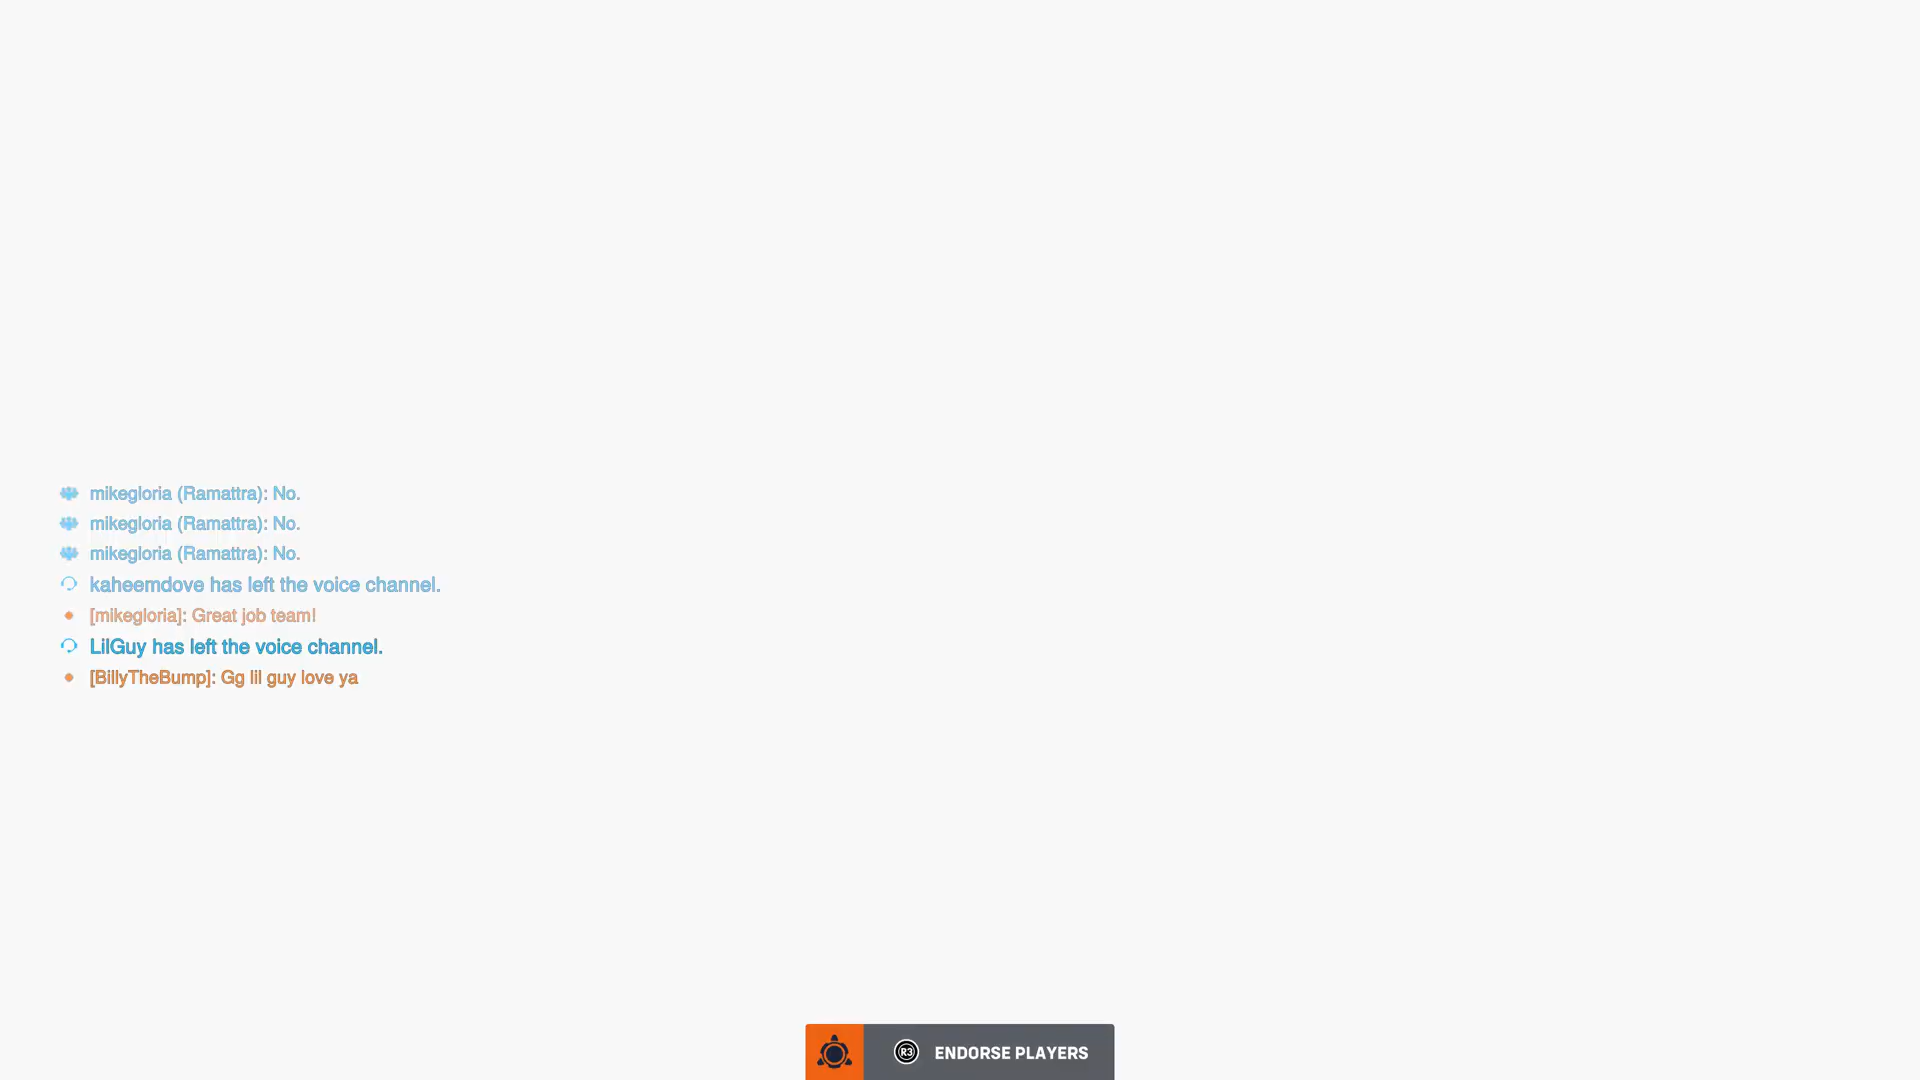 mikegloria (Ramattra): No.
mikegloria (Ramattra): No.
mikegloria (Ramattra): No.
kaheemdove has left the voice channel.
[mikegloria]: Great job team!
LilGuy has left the voice channel.
[BillyTheBump]: Gg lil guy love ya
R3 ENDORSE PLAYERS